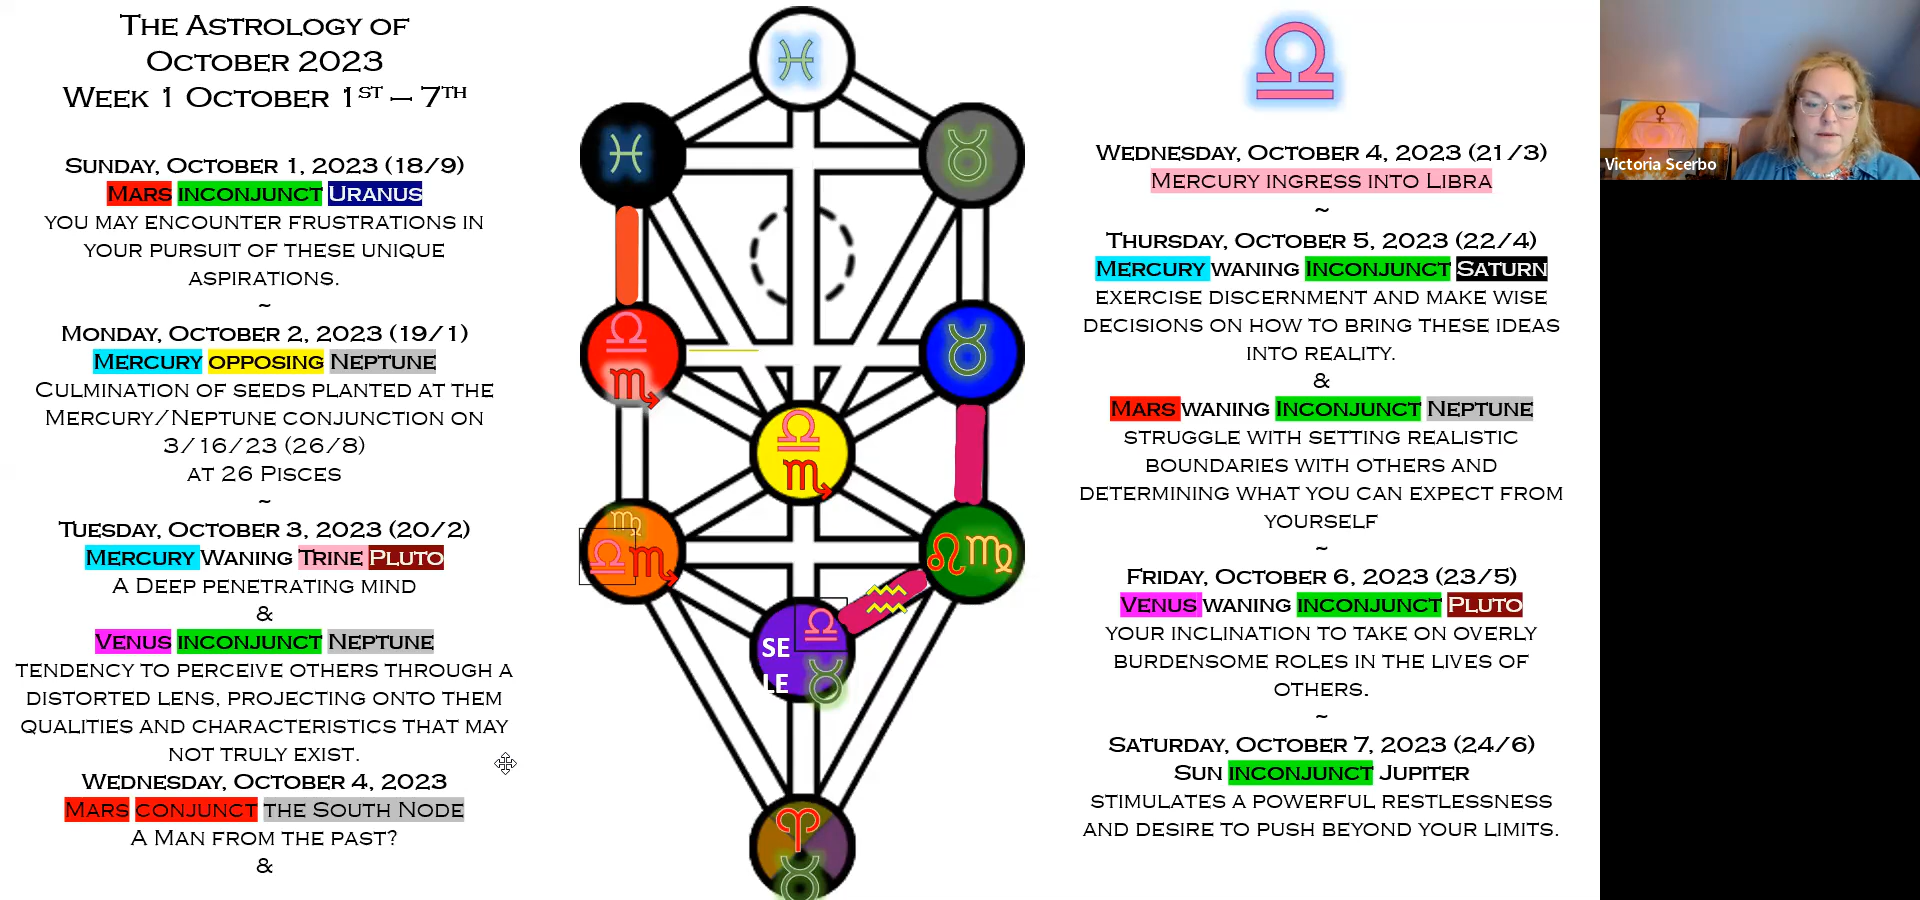 The Astrology of
October 2023
Week 1 October 1st – 7th
Sunday, October 1, 2023 (18/9)
Mars inconjunct Uranus
you may encounter frustrations in
your pursuit of these unique
aspirations.
~
Monday, October 2, 2023 (19/1)
Mercury opposing Neptune
Culmination of seeds planted at the
Mercury/Neptune conjunction on
3/16/23 (26/8)
at 26 Pisces
~
Tuesday, October 3, 2023 (20/2)
Mercury Waning Trine Pluto
A Deep penetrating mind
&
Venus inconjunct Neptune
tendency to perceive others through a
distorted lens, projecting onto them
qualities and characteristics that may
not truly exist.
Wednesday, October 4, 2023
Mars conjunct the South Node
A Man from the past?
&
♓
♓
♉
♎
♏
♉
♎
♏
♍
♎♏
♌♍
♒
♎
SE
LE
♉
♈
♉
♎
Wednesday, October 4, 2023 (21/3)
Mercury ingress into Libra
~
Thursday, October 5, 2023 (22/4)
Mercury waning Inconjunct Saturn
exercise discernment and make wise
decisions on how to bring these ideas
into reality.
&
Mars waning Inconjunct Neptune
struggle with setting realistic
boundaries with others and
determining what you can expect from
yourself
~
Friday, October 6, 2023 (23/5)
Venus waning inconjunct Pluto
your inclination to take on overly
burdensome roles in the lives of
others.
~
Saturday, October 7, 2023 (24/6)
Sun inconjunct Jupiter
stimulates a powerful restlessness
and desire to push beyond your limits.
Victoria Scerbo